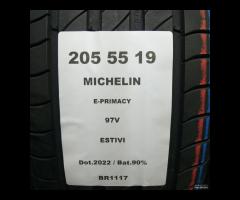 205 55 19
MICHELIN
E-PRIMACY
97V
ESTIVI
Dot.2022 / Bat.90%
BR1117